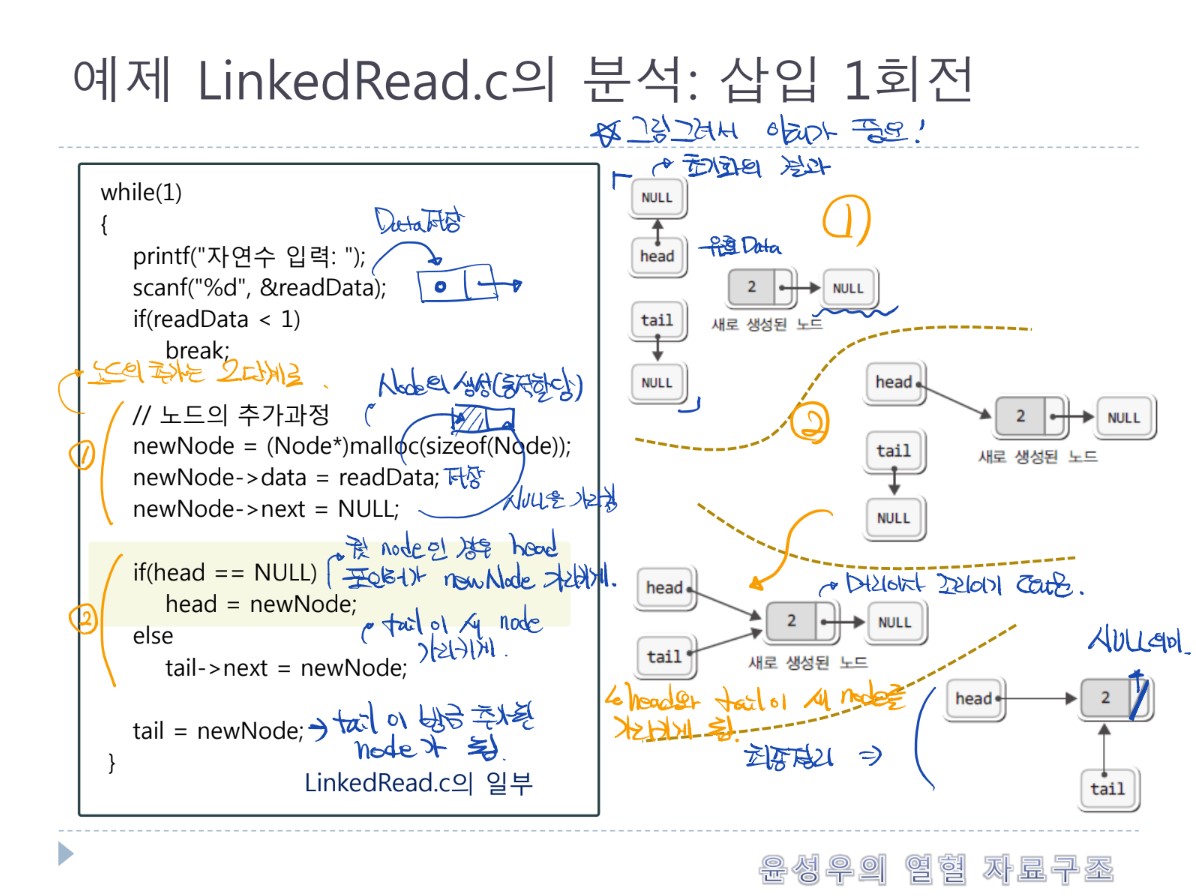 예제 LinkedRead.c의 분석: 삽입 1회전
☆ 그림그려서 이해가 중요!
while(1)
{
printf("자연수 입력: ");
scanf("%d", &readData);
if(readData < 1)
break;
Data저장
노드의 추가는 2단계로.
Node의 생성(동적할당)
①
// 노드의 추가과정
newNode = (Node*)malloc(sizeof(Node));
newNode->data = readData; 저장
newNode->next = NULL;
NULL을 가리킴
②
if(head == NULL)
head = newNode;
첫 node인 경우 head
포인터가 newNode 가리키게.
else
tail->next = newNode;
tail이 새 node
가리키게.
tail = newNode; → tail이 방금 추가된
node가 됨.
}
LinkedRead.c의 일부
초기화의 결과
①
NULL
head
유효Data
2
NULL
새로 생성된 노드
tail
NULL
②
head
2
NULL
새로 생성된 노드
tail
NULL
head
머리이자 꼬리이기 때문.
2
NULL
tail
새로 생성된 노드
head와 tail이 새 node를
가리키게 됨.
최종정리 ⇒
NULL의미.
head
2
tail
윤성우의 열혈 자료구조